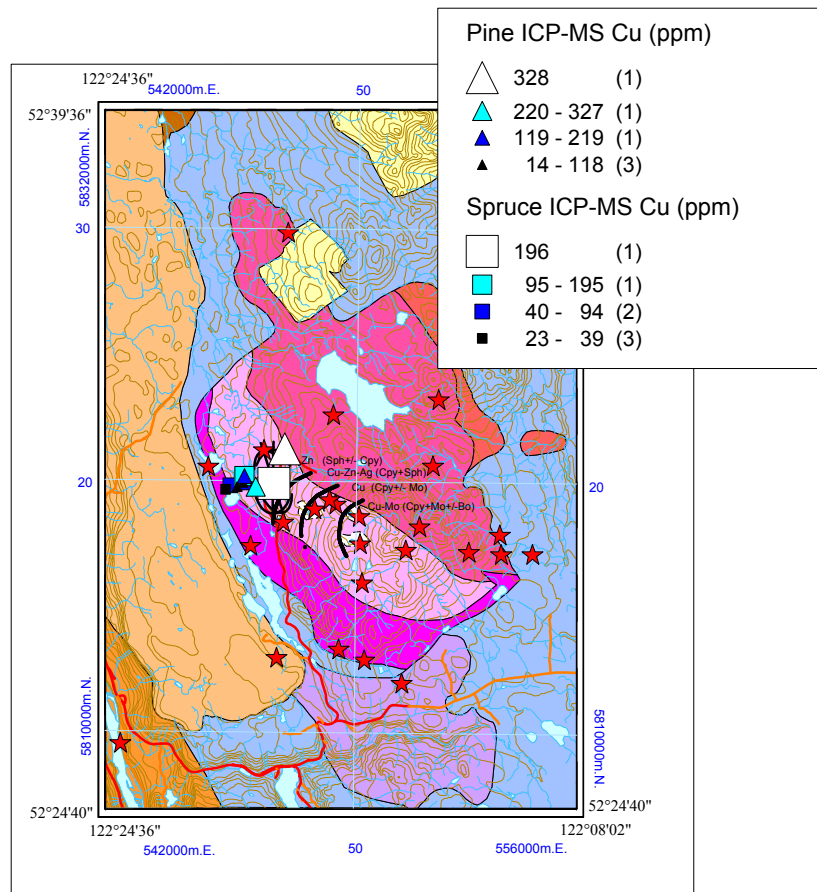 Pine ICP-MS Cu (ppm)
328 (1)
220 - 327 (1)
119 - 219 (1)
14 - 118 (3)
Spruce ICP-MS Cu (ppm)
196 (1)
95 - 195 (1)
40 - 94 (2)
23 - 39 (3)
122°24'36"
542000m.E.
50
52°39'36"
5832000m.N.
30
Zn (Sph+/- Cpy)
Cu-Zn-Ag (Cpy+Sph)
20
20
Cu (Cpy+/- Mo)
Cu-Mo (Cpy+Mo+/-Bo)
5810000m.N.
5810000m.N.
52°24'40"
52°24'40"
122°24'36"
122°08'02"
542000m.E.
50
556000m.E.